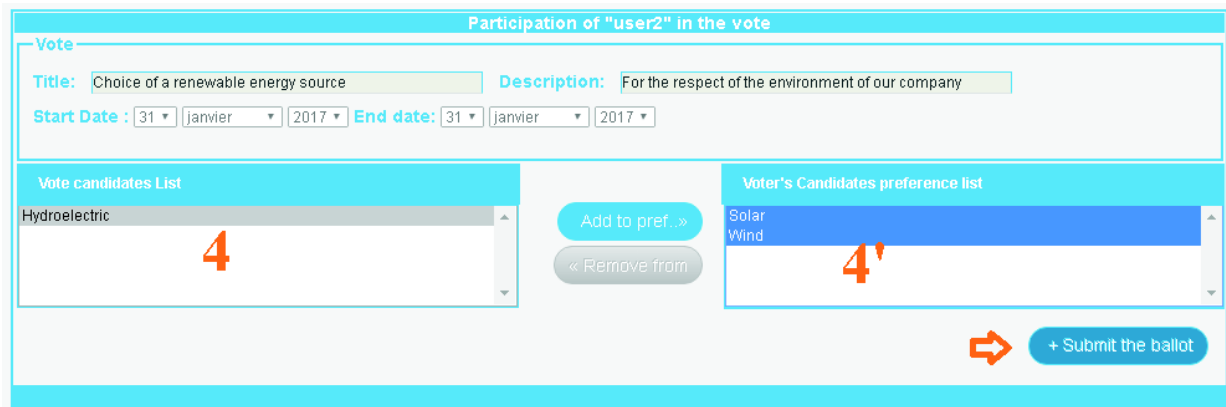 Participation of "user2" in the vote
Vote
Title: Choice of a renewable energy source Description: For the respect of the environment of our company
Start Date : 31 janvier 2017 End date: 31 janvier 2017
Vote candidates List Voter's Candidates preference list
Hydroelectric Add to pref..» Solar
Wind
4 « Remove from 4'
+ Submit the ballot